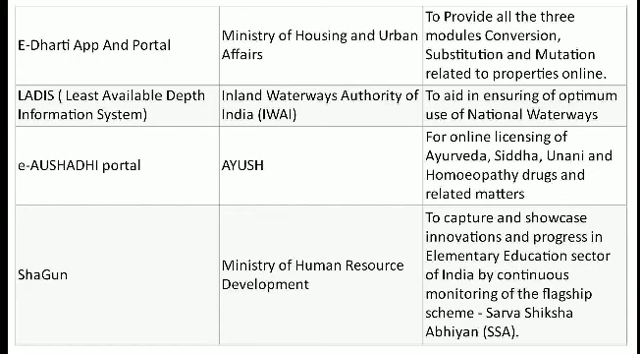 E-Dharti App And Portal
Ministry of Housing and Urban
Affairs
To Provide all the three
modules Conversion,
Substitution and Mutation
related to properties online.
LADIS ( Least Available Depth
Information System)
Inland Waterways Authority of
India (IWAI)
To aid in ensuring of optimum
use of National Waterways
e-AUSHADHI portal
AYUSH
For online licensing of
Ayurveda, Siddha, Unani and
Homoeopathy drugs and
related matters
ShaGun
Ministry of Human Resource
Development
To capture and showcase
innovations and progress in
Elementary Education sector
of India by continuous
monitoring of the flagship
scheme - Sarva Shiksha
Abhiyan (SSA).